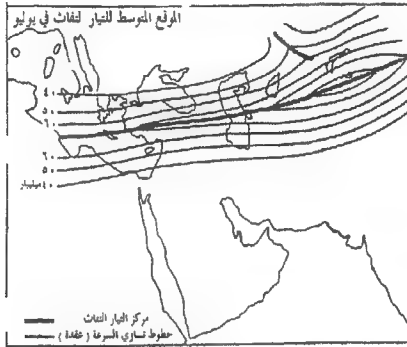 الموقع المتوسط للتيار النفاث في يوليو
٤٠
٥٠
٦٠
٦٠
٥٠
٤٠ ميليبار
مركز التيار النفاث
خطوط تساوي السرعة ( عقدة )